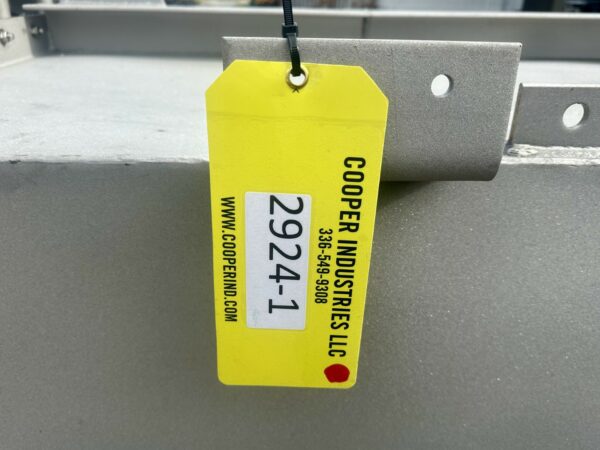 COOPER INDUSTRIES LLC
336-549-9308
2924-1
WWW.COOPERIND.COM